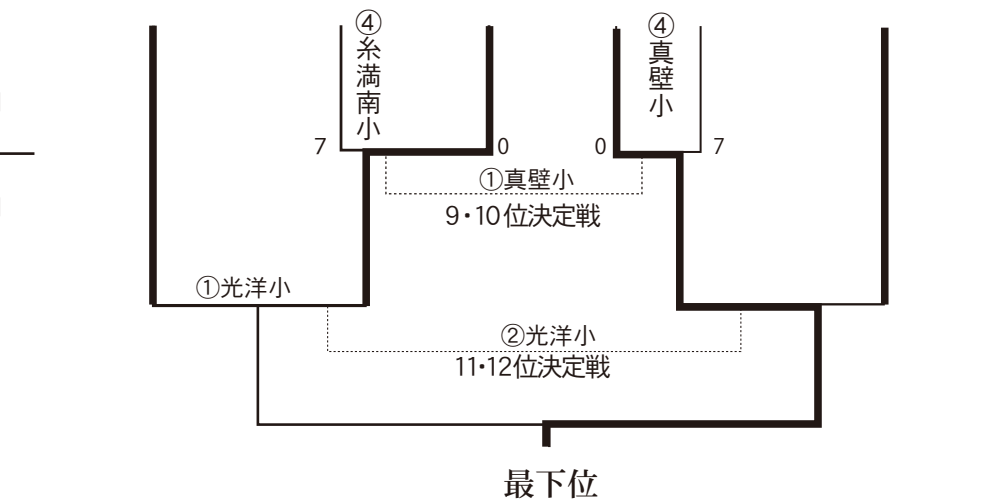 ④糸満南小
④真壁小
7
0
0
7
①真壁小
9・10位決定戦
①光洋小
②光洋小
11・12位決定戦
最下位